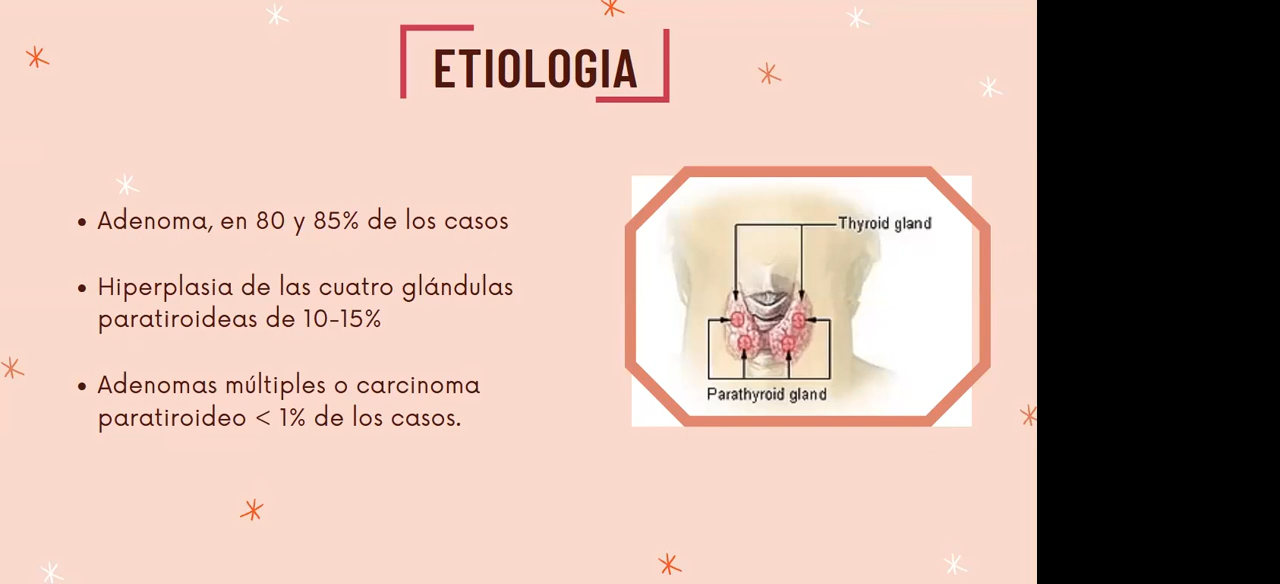 ETIOLOGIA
• Adenoma, en 80 y 85% de los casos
• Hiperplasia de las cuatro glándulas
paratiroideas de 10-15%
• Adenomas múltiples o carcinoma
paratiroideo < 1% de los casos.
Thyroid gland
Parathyroid gland